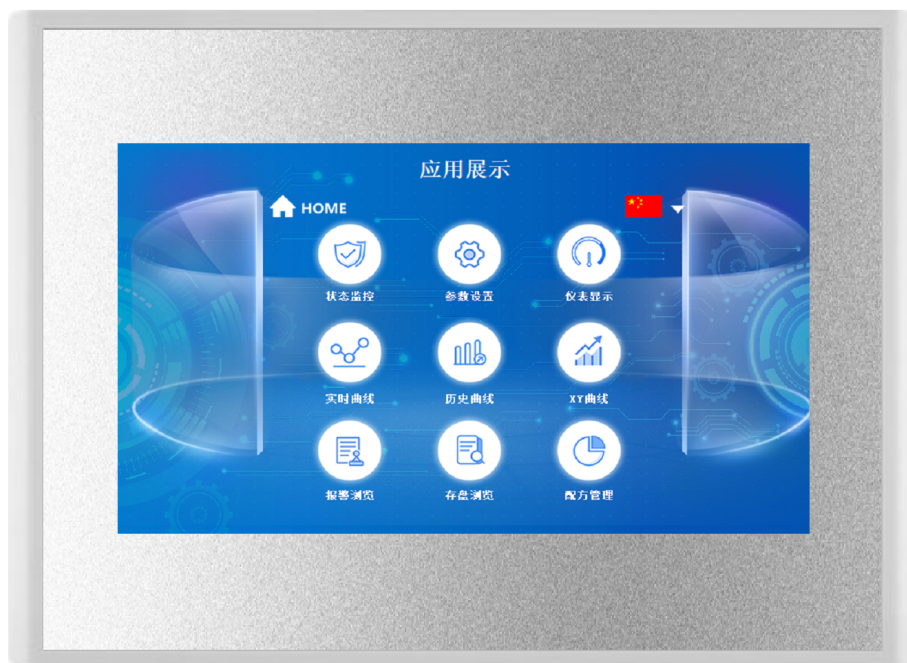 应用展示
HOME
状态监控
参数设置
仪表显示
实时曲线
历史曲线
XY曲线
报警浏览
存盘浏览
配方管理